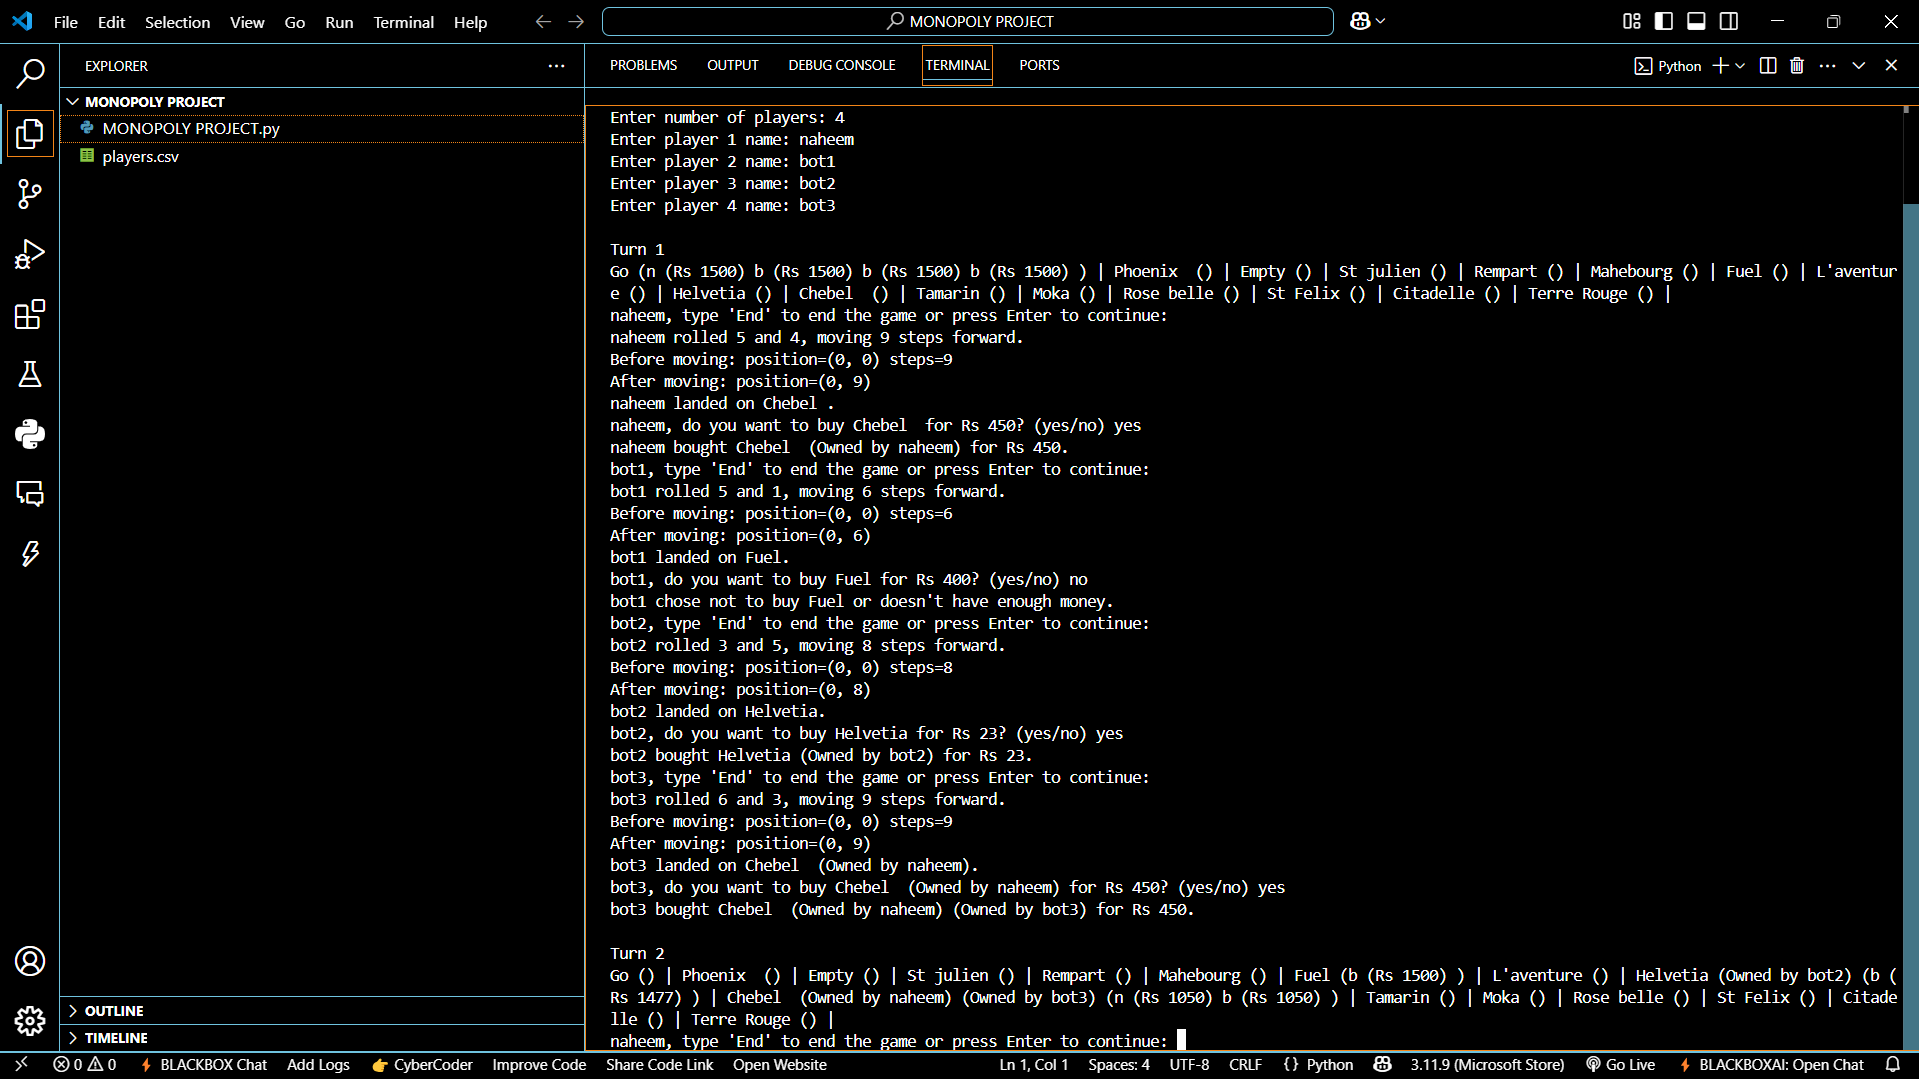 File Edit Selection View Go Run Terminal Help
MONOPOLY PROJECT
EXPLORER
MONOPOLY PROJECT
MONOPOLY PROJECT.py
players.csv
OUTLINE
TIMELINE
PROBLEMS OUTPUT DEBUG CONSOLE TERMINAL PORTS
Python
Enter number of players: 4
Enter player 1 name: naheem
Enter player 2 name: bot1
Enter player 3 name: bot2
Enter player 4 name: bot3
Turn 1
Go (n (Rs 1500) b (Rs 1500) b (Rs 1500) b (Rs 1500) ) | Phoenix  () | Empty () | St julien () | Rempart () | Mahebourg () | Fuel () | L'aventur
e () | Helvetia () | Chebel  () | Tamarin () | Moka () | Rose belle () | St Felix () | Citadelle () | Terre Rouge () |
naheem, type 'End' to end the game or press Enter to continue:
naheem rolled 5 and 4, moving 9 steps forward.
Before moving: position=(0, 0) steps=9
After moving: position=(0, 9)
naheem landed on Chebel .
naheem, do you want to buy Chebel  for Rs 450? (yes/no) yes
naheem bought Chebel  (Owned by naheem) for Rs 450.
bot1, type 'End' to end the game or press Enter to continue:
bot1 rolled 5 and 1, moving 6 steps forward.
Before moving: position=(0, 0) steps=6
After moving: position=(0, 6)
bot1 landed on Fuel.
bot1, do you want to buy Fuel for Rs 400? (yes/no) no
bot1 chose not to buy Fuel or doesn't have enough money.
bot2, type 'End' to end the game or press Enter to continue:
bot2 rolled 3 and 5, moving 8 steps forward.
Before moving: position=(0, 0) steps=8
After moving: position=(0, 8)
bot2 landed on Helvetia.
bot2, do you want to buy Helvetia for Rs 23? (yes/no) yes
bot2 bought Helvetia (Owned by bot2) for Rs 23.
bot3, type 'End' to end the game or press Enter to continue:
bot3 rolled 6 and 3, moving 9 steps forward.
Before moving: position=(0, 0) steps=9
After moving: position=(0, 9)
bot3 landed on Chebel  (Owned by naheem).
bot3, do you want to buy Chebel  (Owned by naheem) for Rs 450? (yes/no) yes
bot3 bought Chebel  (Owned by naheem) (Owned by bot3) for Rs 450.
Turn 2
Go () | Phoenix  () | Empty () | St julien () | Rempart () | Mahebourg () | Fuel (b (Rs 1500) ) | L'aventure () | Helvetia (Owned by bot2) (b (
Rs 1477) ) | Chebel  (Owned by naheem) (Owned by bot3) (n (Rs 1050) b (Rs 1050) ) | Tamarin () | Moka () | Rose belle () | St Felix () | Citade
lle () | Terre Rouge () |
naheem, type 'End' to end the game or press Enter to continue:
0 0 BLACKBOX Chat Add Logs CyberCoder Improve Code Share Code Link Open Website Ln 1, Col 1 Spaces: 4 UTF-8 CRLF {} Python 3.11.9 (Microsoft Store) Go Live BLACKBOXAI: Open Chat